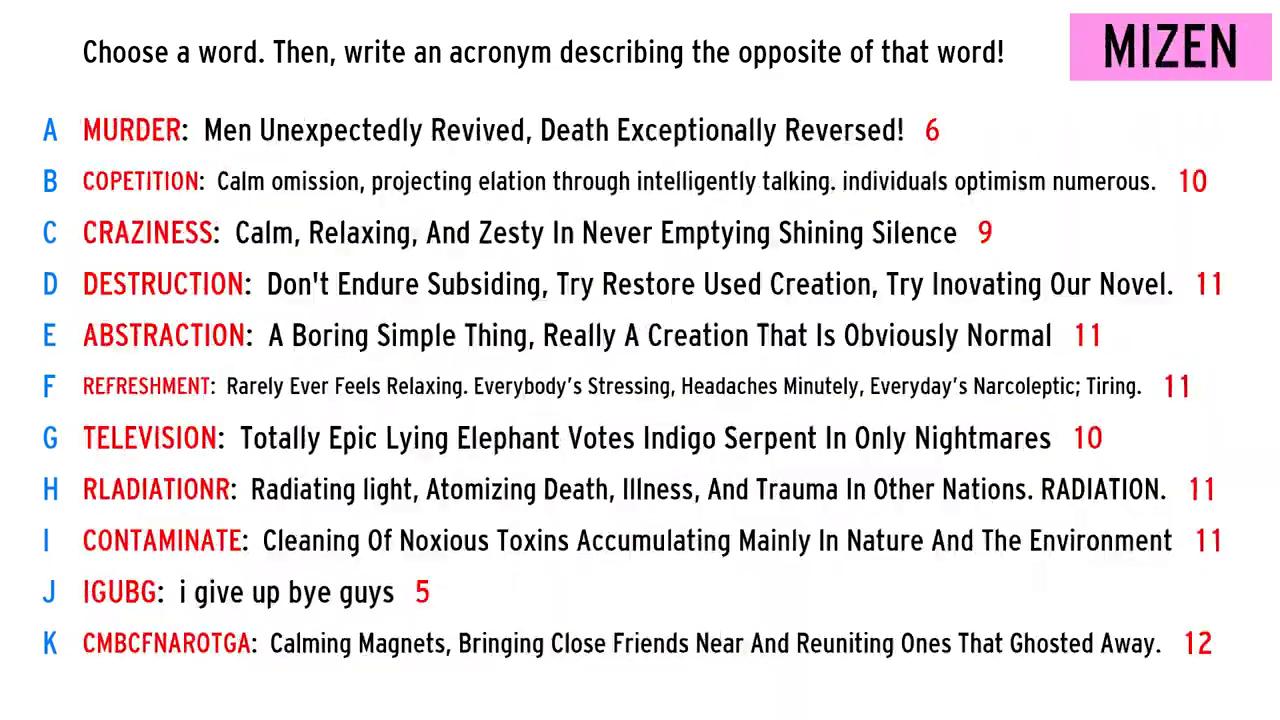 Choose a word. Then, write an acronym describing the opposite of that word!
MIZEN
A MURDER: Men Unexpectedly Revived, Death Exceptionally Reversed! 6
B COPETITION: Calm omission, projecting elation through intelligently talking. individuals optimism numerous. 10
C CRAZINESS: Calm, Relaxing, And Zesty In Never Emptying Shining Silence 9
D DESTRUCTION: Don't Endure Subsiding, Try Restore Used Creation, Try Inovating Our Novel. 11
E ABSTRACTION: A Boring Simple Thing, Really A Creation That Is Obviously Normal 11
F REFRESHMENT: Rarely Ever Feels Relaxing. Everybody's Stressing, Headaches Minutely, Everyday's Narcoleptic; Tiring. 11
G TELEVISION: Totally Epic Lying Elephant Votes Indigo Serpent In Only Nightmares 10
H RLADIATIONR: Radiating light, Atomizing Death, Illness, And Trauma In Other Nations. RADIATION. 11
I CONTAMINATE: Cleaning Of Noxious Toxins Accumulating Mainly In Nature And The Environment 11
J IGUBG: i give up bye guys 5
K CMBCFNAROTGA: Calming Magnets, Bringing Close Friends Near And Reuniting Ones That Ghosted Away. 12